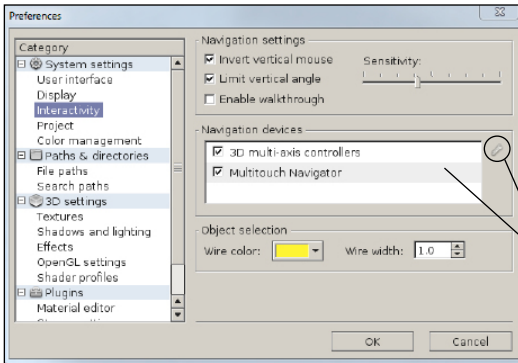 Preferences
Category
System settings
User interface
Display
Interactivity
Project
Color management
Paths & directories
File paths
Search paths
3D settings
Textures
Shadows and lighting
Effects
OpenGL settings
Shader profiles
Plugins
Material editor
Navigation settings
Invert vertical mouse
Sensitivity:
Limit vertical angle
Enable walkthrough
Navigation devices
3D multi-axis controllers
Multitouch Navigator
Object selection
Wire color:
Wire width: 1.0
OK
Cancel